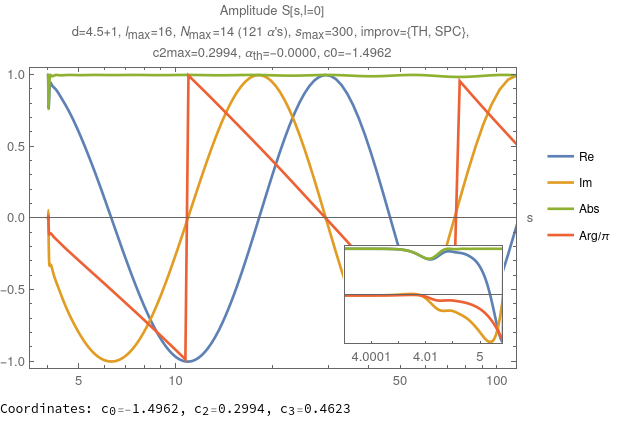 Amplitude S[s,l=0]
d=4.5+1, lmax=16, Nmax=14 (121 α's), smax=300, improv={TH, SPC},
c2max=0.2994, αth=-0.0000, c0=-1.4962
1.0
0.5
0.0
-0.5
-1.0
s
Re
Im
Abs
Arg/π
4.0001 4.01 5
5 10 50 100
Coordinates: c0=-1.4962, c2=0.2994, c3=0.4623